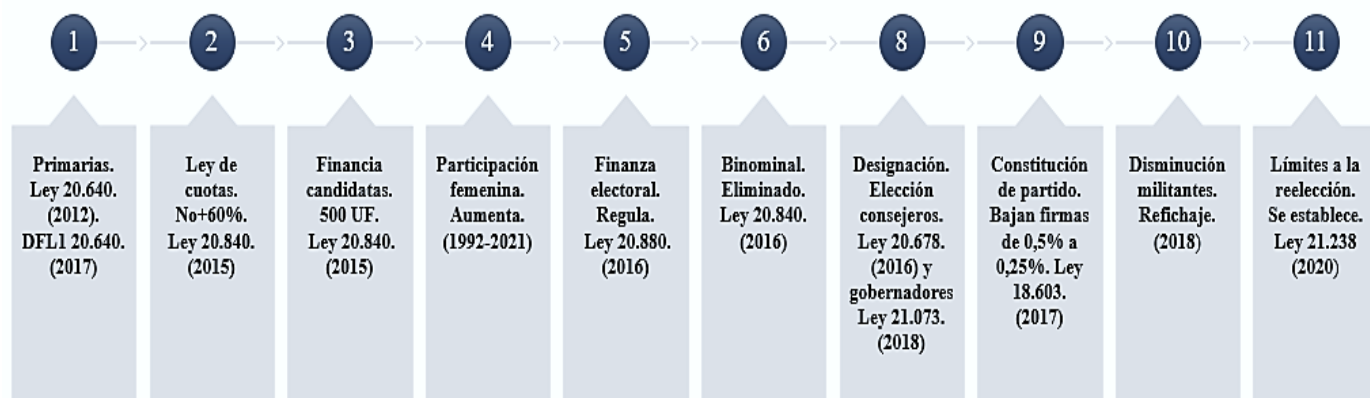 1
2
3
4
5
6
8
9
10
11
Primarias.
Ley 20.640.
(2012).
DFL1 20.640.
(2017)
Ley de
cuotas.
No+60%.
Ley 20.840.
(2015)
Financia
candidatas.
500 UF.
Ley 20.840.
(2015)
Participación
femenina.
Aumenta.
(1992-2021)
Finanza
electoral.
Regula.
Ley 20.880.
(2016)
Binominal.
Eliminado.
Ley 20.840.
(2016)
Designación.
Elección
consejeros.
Ley 20.678.
(2016) y
gobernadores
Ley 21.073.
(2018)
Constitución
de partido.
Bajan firmas
de 0,5% a
0,25%. Ley
18.603.
(2017)
Disminución
militantes.
Refichaje.
(2018)
Límites a la
reelección.
Se establece.
Ley 21.238
(2020)